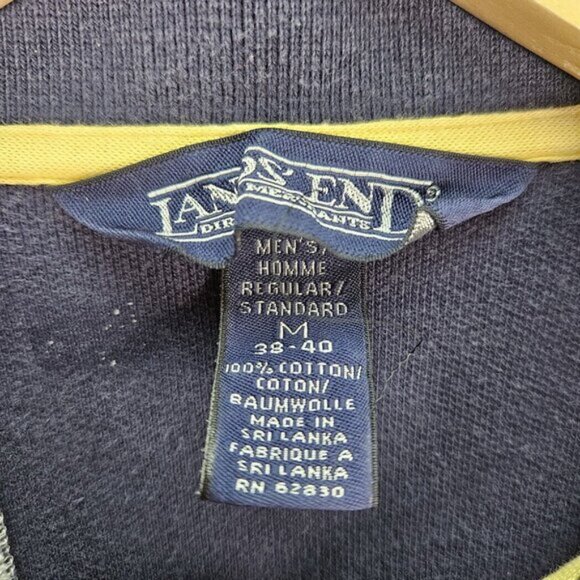 LANDS' END®
DIRECT MERCHANTS
MEN'S/
HOMME
REGULAR/
STANDARD
M
38-40
100% COTTON/
COTON/
BAUMWOLLE
MADE IN
SRI LANKA
FABRIQUE A
SRI LANKA
RN 62830